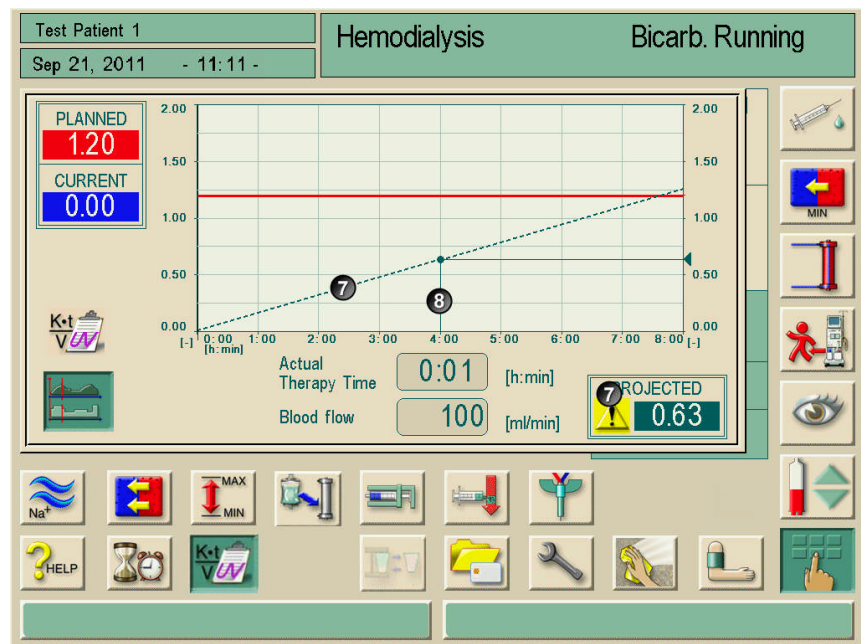 Test Patient 1
Hemodialysis
Bicarb. Running
Sep 21, 2011 - 11:11 -
PLANNED
1.20
CURRENT
0.00
2.00
2.00
1.50
1.50
1.00
1.00
0.50
0.50
0.00
0.00
[-]
0:00
1:00
2:00
3:00
4:00
5:00
6:00
7:00
8:00
[-]
[h:min]
7
8
K•t
V UV
Actual
Therapy Time
0:01
[h:min]
Blood flow
100
[ml/min]
7
ROJECTED
0.63
MIN
Na+
MAX
MIN
? HELP
K•t
V UV